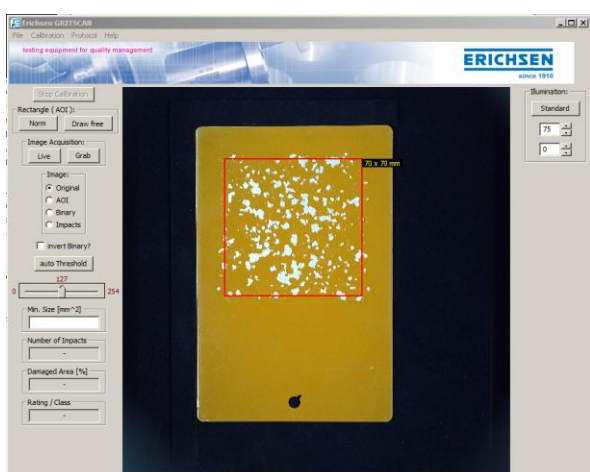 Erichsen GRITSCAN
File Calibration Protocol Help
testing equipment for quality management
ERICHSEN
since 1910
Stop Calibration
Rectangle ( AOI ):
Norm Draw free
Image Acquisition:
Live Grab
Image:
Original
AOI
Binary
Impacts
invert Binary?
auto Threshold
127
0 254
Min. Size [mm^2]
Number of Impacts
-
Damaged Area [%]
-
Rating / Class
-
70 x 70 mm
Illumination:
Standard
75
0